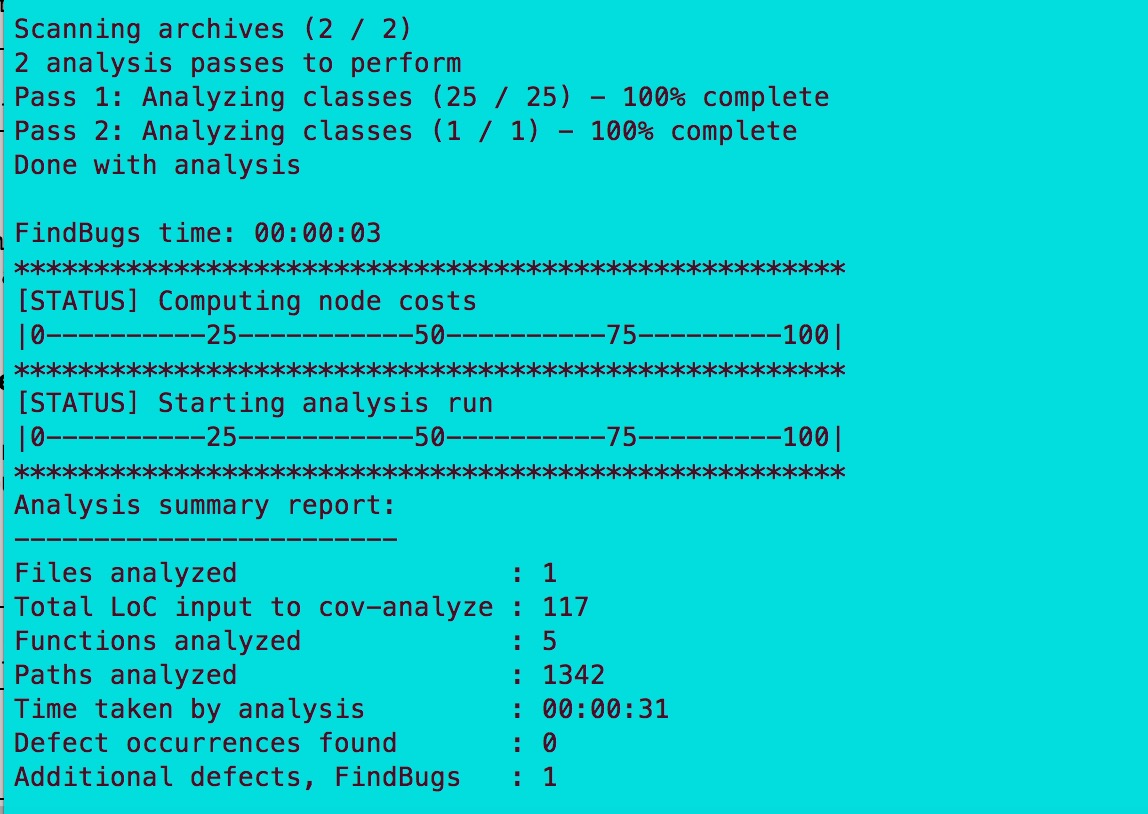 Scanning archives (2 / 2)
2 analysis passes to perform
Pass 1: Analyzing classes (25 / 25) – 100% complete
Pass 2: Analyzing classes (1 / 1) – 100% complete
Done with analysis
FindBugs time: 00:00:03
****************************************************
[STATUS] Computing node costs
|0----------25-----------50----------75---------100|
****************************************************
[STATUS] Starting analysis run
|0----------25-----------50----------75---------100|
****************************************************
Analysis summary report:
------------------------
Files analyzed                 : 1
Total LoC input to cov-analyze : 117
Functions analyzed             : 5
Paths analyzed                 : 1342
Time taken by analysis         : 00:00:31
Defect occurrences found       : 0
Additional defects, FindBugs   : 1